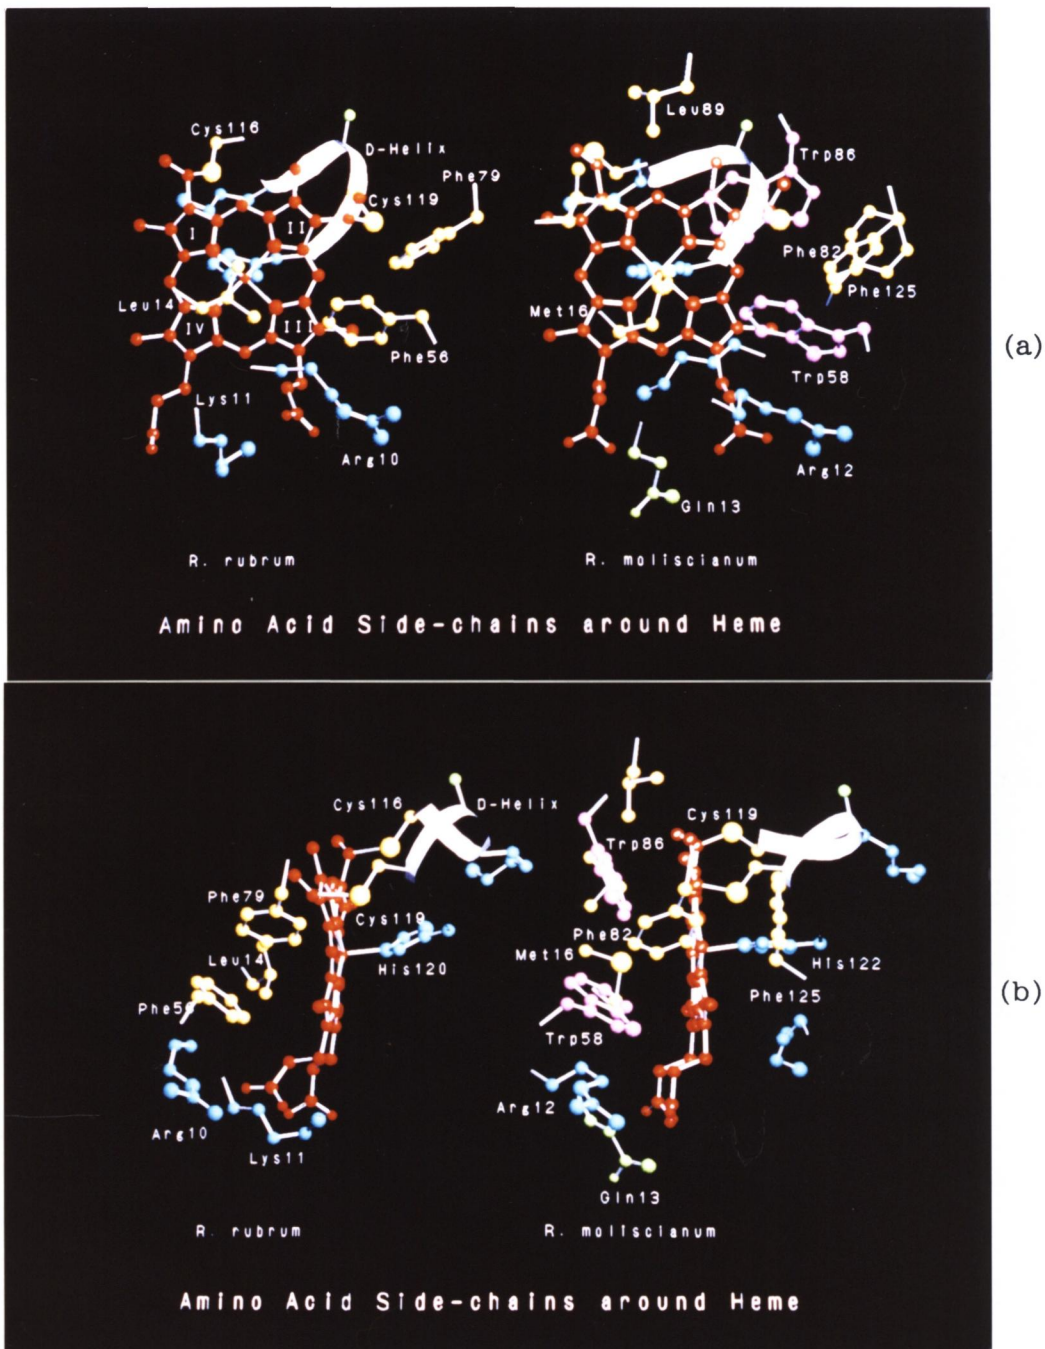 Cys116
D-Helix
Phe79
Cys119
I
II
Leu14
IV
III
Phe56
Lys11
Arg10
R. rubrum
Leu89
Trp86
Phe82
Phe125
Met16
Trp58
Arg12
Gln13
R. moliscianum
Amino Acid Side-chains around Heme
(a)
Cys116
D-Helix
Phe79
Cys119
Leu14
His120
Phe56
Arg10
Lys11
R. rubrum
Cys119
Trp86
Phe82
Met16
His122
Phe125
Trp58
Arg12
Gln13
R. moliscianum
Amino Acid Side-chains around Heme
(b)